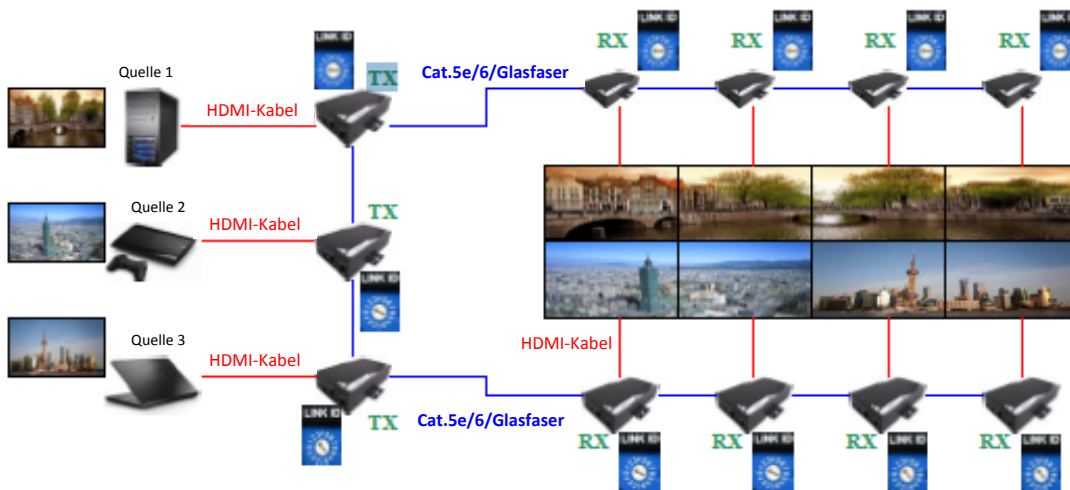 LINK ID
RX
LINK ID
RX
LINK ID
RX
LINK ID
RX
LINK ID
Quelle 1
TX
Cat.5e/6/Glasfaser
HDMI-Kabel
Quelle 2
TX
HDMI-Kabel
LINK ID
Quelle 3
HDMI-Kabel
HDMI-Kabel
LINK ID
TX
Cat.5e/6/Glasfaser
RX
LINK ID
RX
LINK ID
RX
LINK ID
RX
LINK ID